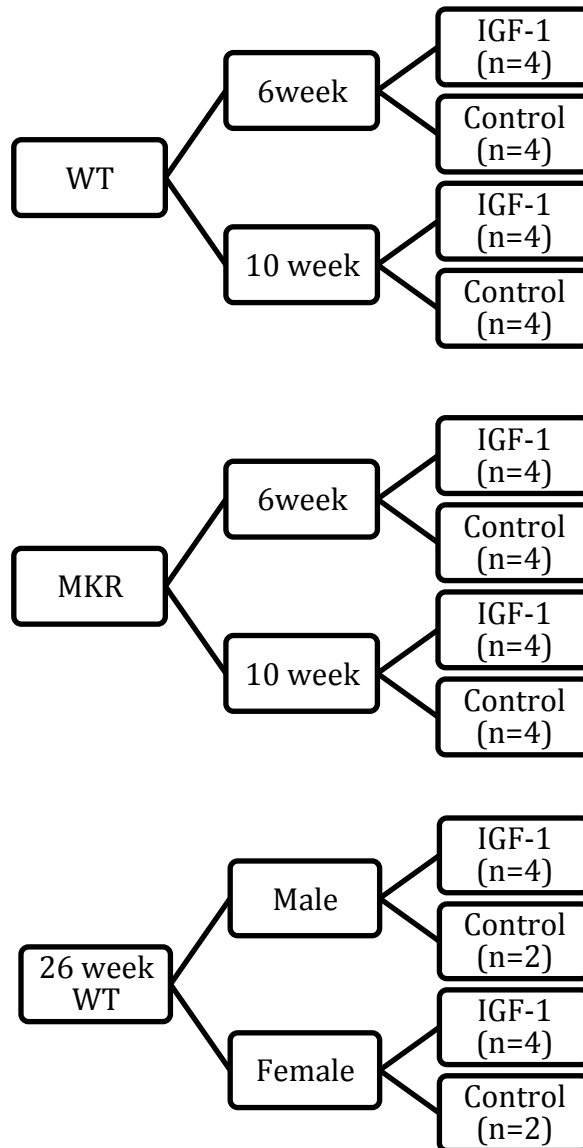 IGF-1
(n=4)
6week
Control
(n=4)
WT
IGF-1
(n=4)
10 week
Control
(n=4)
IGF-1
(n=4)
6week
Control
(n=4)
MKR
IGF-1
(n=4)
10 week
Control
(n=4)
IGF-1
(n=4)
Male
Control
(n=2)
26 week
WT
IGF-1
(n=4)
Female
Control
(n=2)